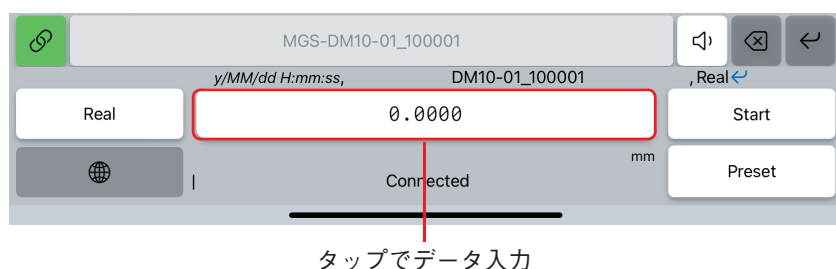 MGS-DM10-01_100001
y/MM/dd H:mm:ss, DM10-01_100001 , Real↩
Real 0.0000 Start
mm
Connected Preset
タップでデータ入力